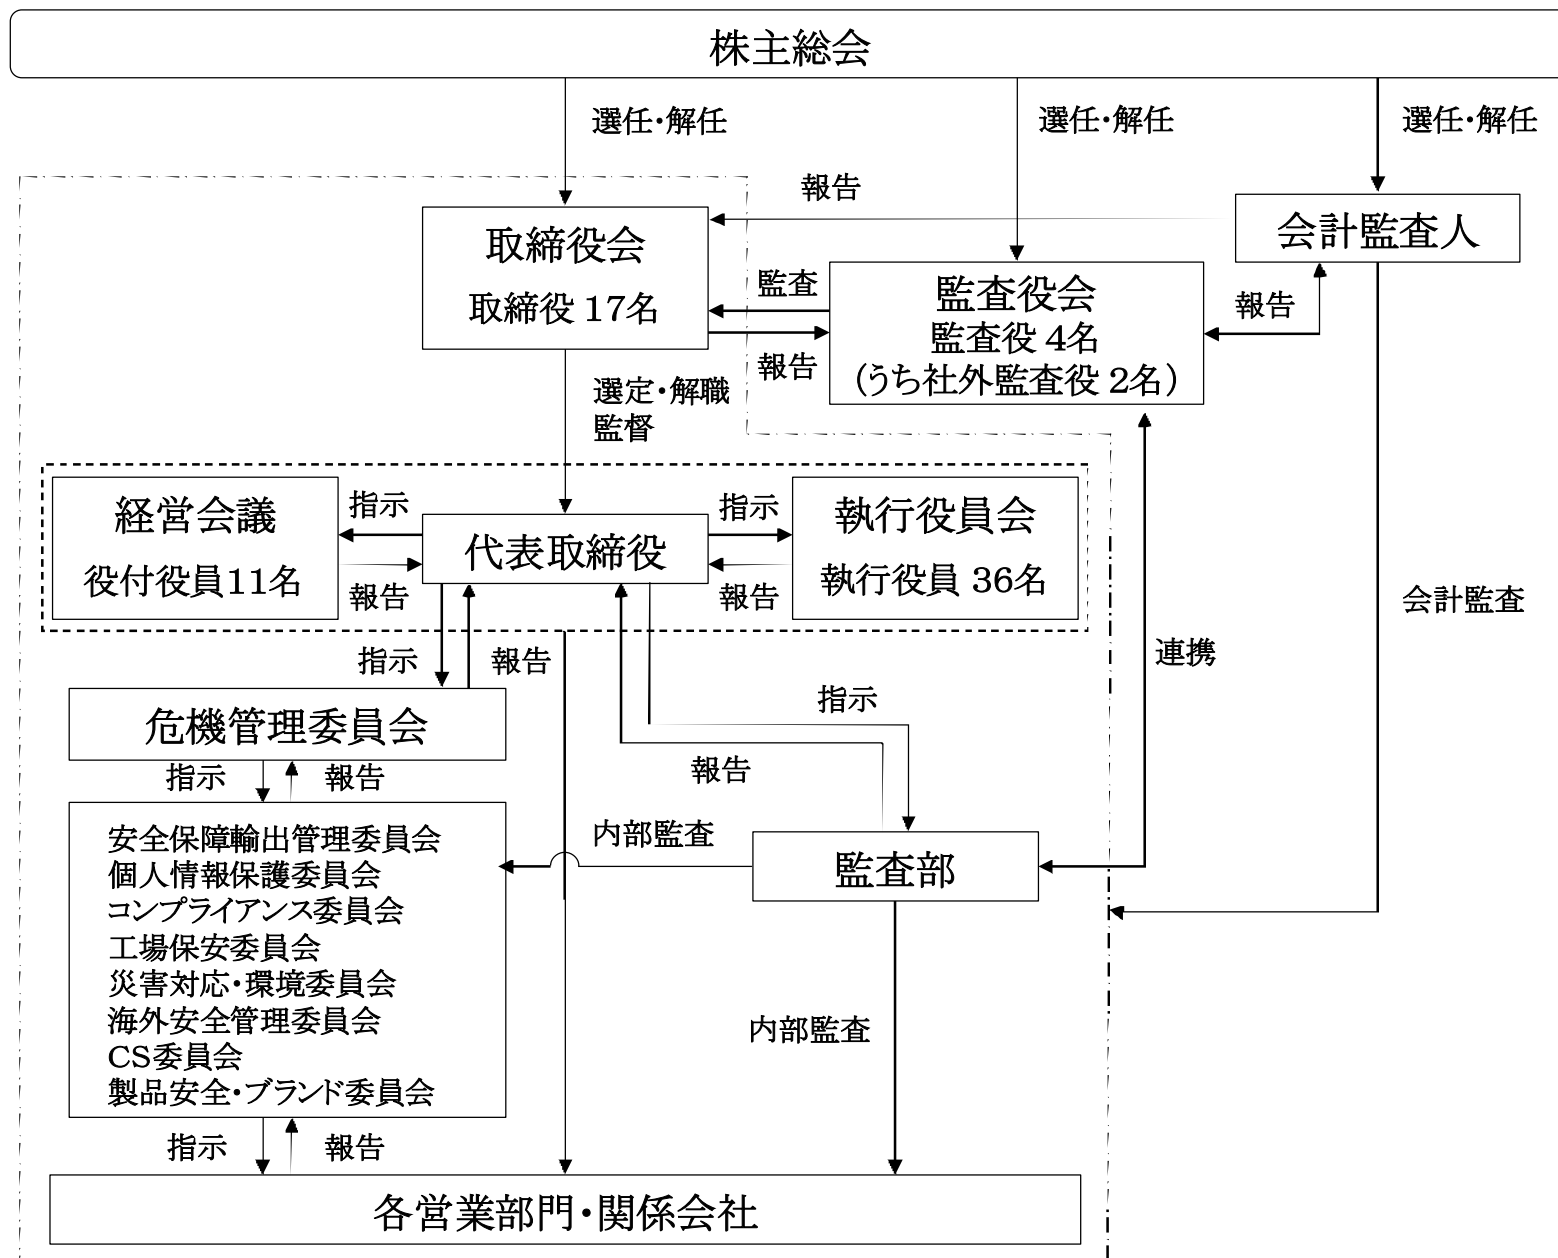 株主総会
選任・解任
選任・解任
選任・解任
報告
取締役会
取締役 17名
会計監査人
監査
報告
監査役会
監査役 4名
(うち社外監査役 2名)
報告
選定・解職
監督
経営会議
役付役員11名
指示
報告
代表取締役
指示
報告
執行役員会
執行役員 36名
会計監査
指示
報告
連携
危機管理委員会
指示
報告
指示
報告
安全保障輸出管理委員会
個人情報保護委員会
コンプライアンス委員会
工場保安委員会
災害対応・環境委員会
海外安全管理委員会
CS委員会
製品安全・ブランド委員会
内部監査
監査部
内部監査
指示
報告
各営業部門・関係会社